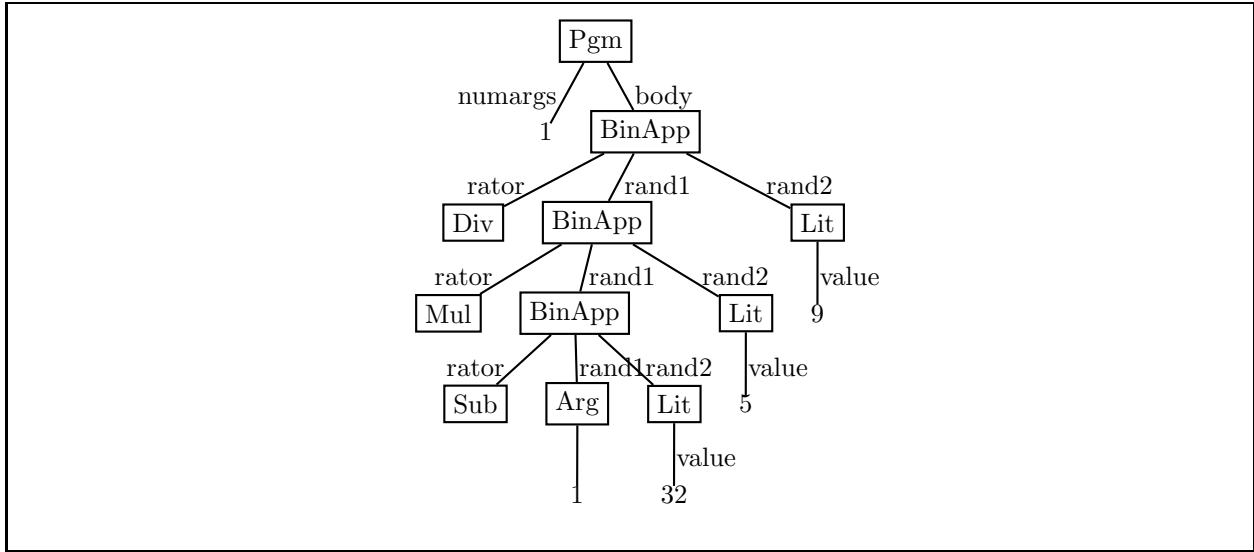 Pgm
numargs body
1 BinApp
rator rand1 rand2
Div BinApp Lit
rator rand1 rand2 value
Mul BinApp Lit 9
rator rand1 rand2 value
Sub Arg Lit 5
value
1 32